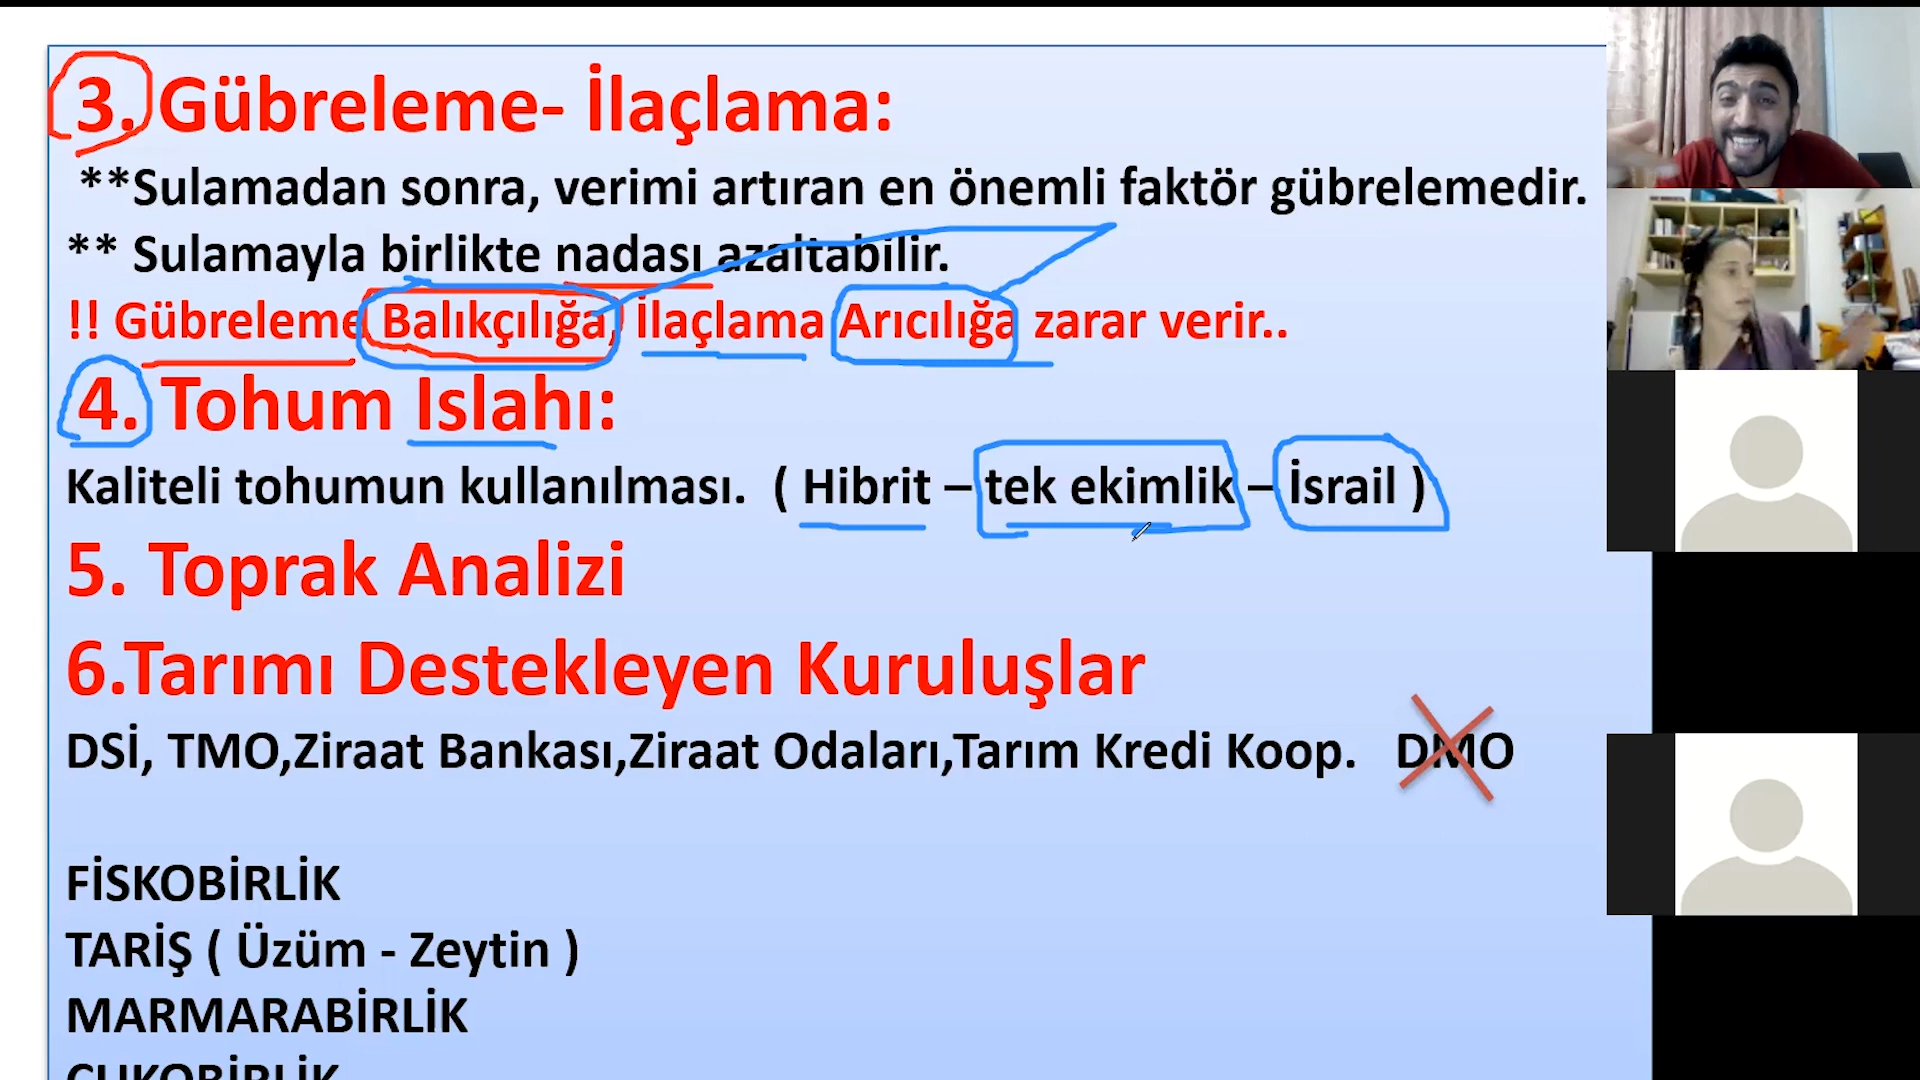 3. Gübreleme- İlaçlama:
**Sulamadan sonra, verimi artıran en önemli faktör gübrelemedir.
** Sulamayla birlikte nadası azaltabilir.
!! Gübreleme Balıkçılığa, İlaçlama Arıcılığa zarar verir..
4. Tohum Islahı:
Kaliteli tohumun kullanılması. ( Hibrit – tek ekimlik – İsrail )
5. Toprak Analizi
6.Tarımı Destekleyen Kuruluşlar
DSİ, TMO,Ziraat Bankası,Ziraat Odaları,Tarım Kredi Koop. DMO
FİSKOBİRLİK
TARİŞ ( Üzüm - Zeytin )
MARMARABİRLİK